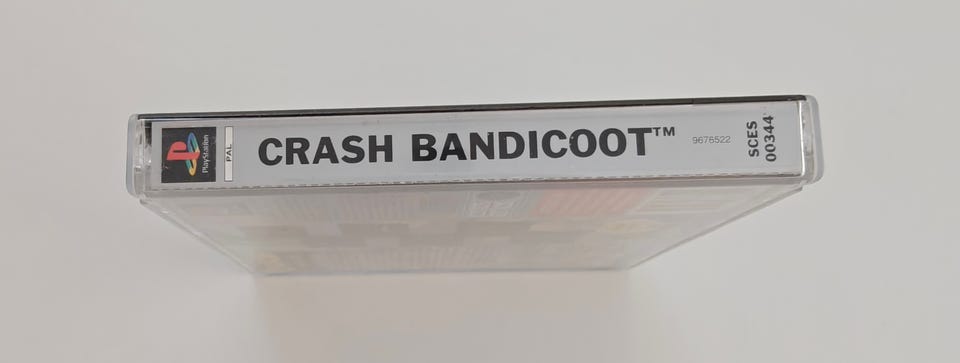 PlayStation
PAL
CRASH BANDICOOT™
9676522
SCES
00344